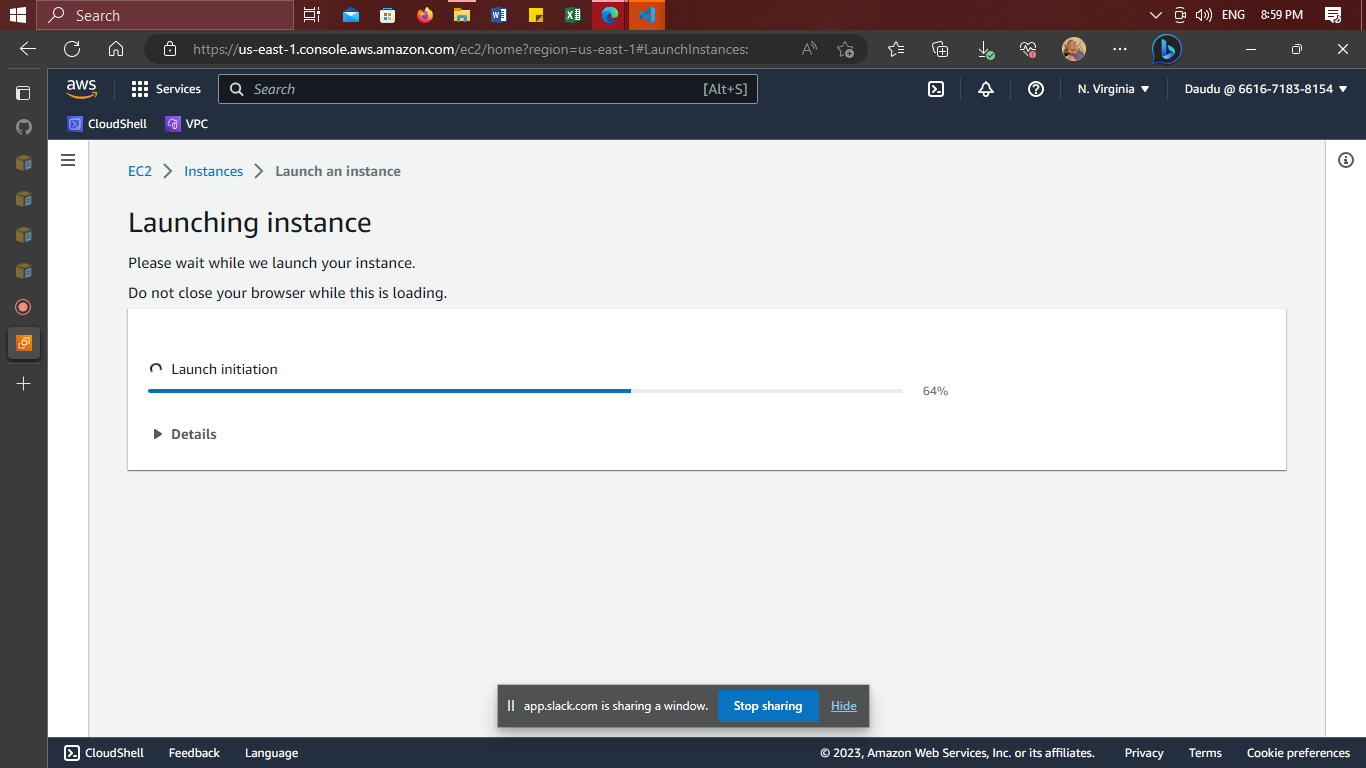 Search
ENG 8:59 PM
https://us-east-1.console.aws.amazon.com/ec2/home?region=us-east-1#LaunchInstances:
aws Services Search [Alt+S] N. Virginia Daudu @ 6616-7183-8154
CloudShell VPC
EC2 Instances Launch an instance
Launching instance
Please wait while we launch your instance.
Do not close your browser while this is loading.
Launch initiation
64%
Details
app.slack.com is sharing a window. Stop sharing Hide
CloudShell Feedback Language © 2023, Amazon Web Services, Inc. or its affiliates. Privacy Terms Cookie preferences